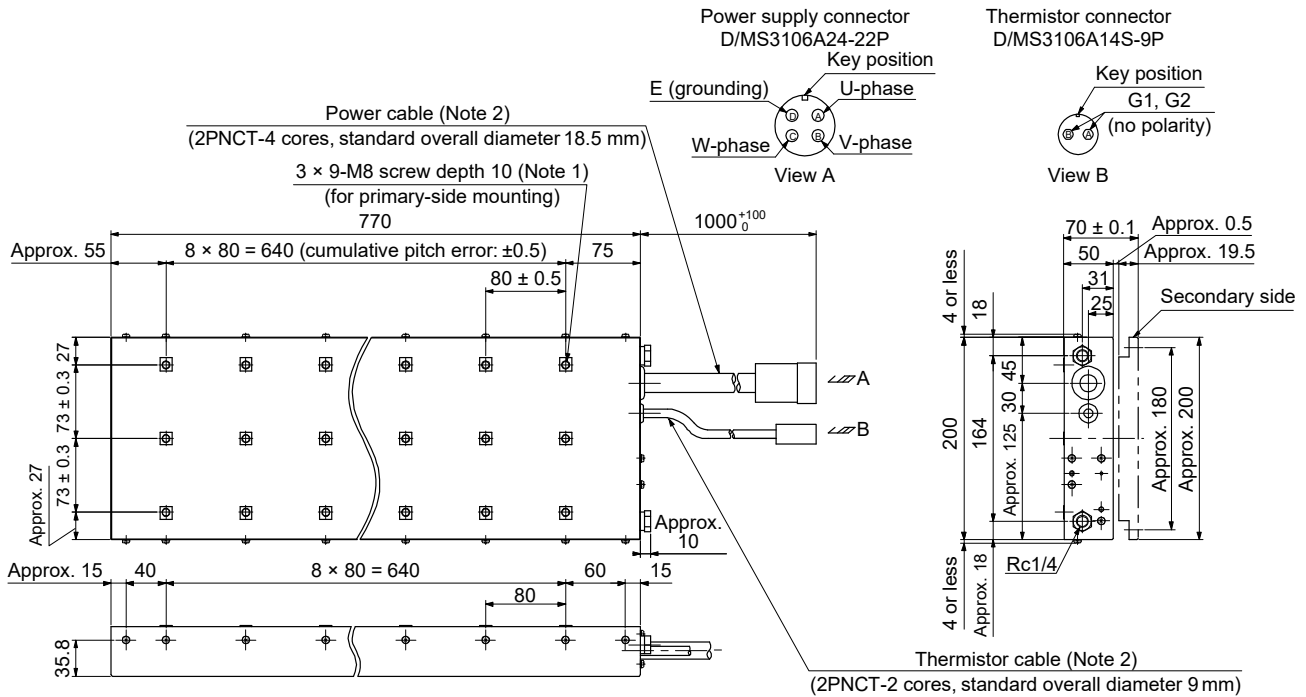 Power supply connector
D/MS3106A24-22P
Key position
E (grounding)
U-phase
D
A
C
B
W-phase
V-phase
View A
Thermistor connector
D/MS3106A14S-9P
Key position
G1, G2
(no polarity)
B
A
View B
Power cable (Note 2)
(2PNCT-4 cores, standard overall diameter 18.5 mm)
3 × 9-M8 screw depth 10 (Note 1)
(for primary-side mounting)
770
1000 +100 0
Approx. 55
8 × 80 = 640 (cumulative pitch error: ±0.5)
75
80 ± 0.5
27
73 ± 0.3
73 ± 0.3
Approx. 27
A
B
Approx.
10
Approx. 15
40
8 × 80 = 640
60
15
80
35.8
70 ± 0.1
Approx. 0.5
50
Approx. 19.5
31
25
Secondary side
4 or less
18
200
164
45
30
Approx. 125
Approx. 180
Approx. 200
4 or less
Approx. 18
Rc1/4
Thermistor cable (Note 2)
(2PNCT-2 cores, standard overall diameter 9 mm)